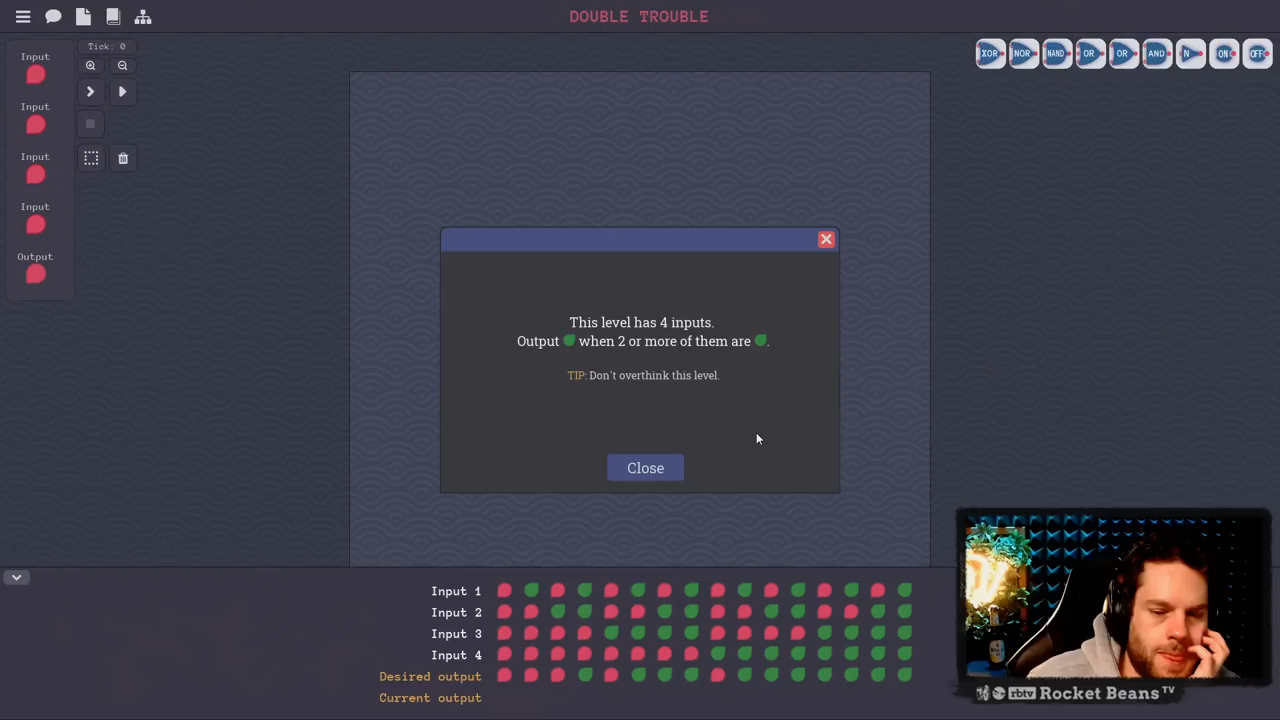 DOUBLE TROUBLE
Input
Input
Input
Input
Output
Tick: 0
XOR
NOR
NAND
OR
OR
AND
N
ON
OFF
This level has 4 inputs.
Output when 2 or more of them are .
TIP: Don't overthink this level.
Close
Input 1
Input 2
Input 3
Input 4
Desired output
Current output
rbtv Rocket Beans TV